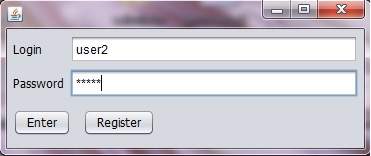 Login user2
Password *****
Enter Register